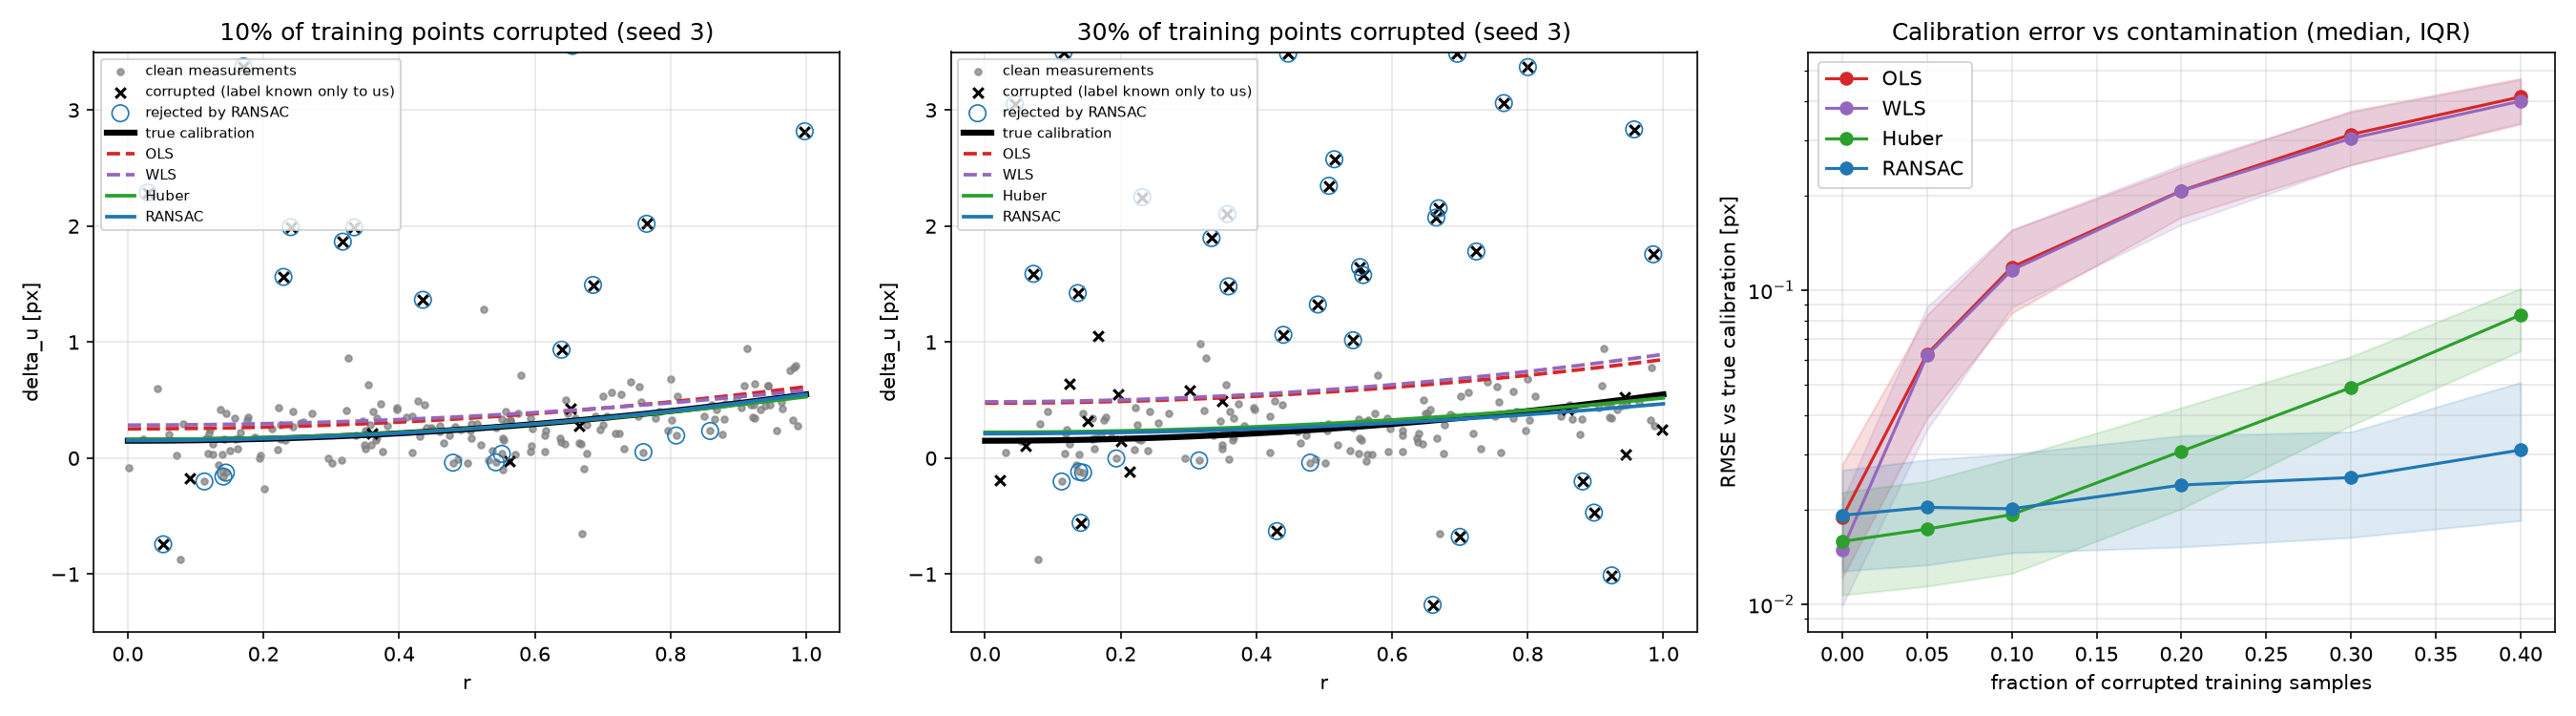 10% of training points corrupted (seed 3)
clean measurements
corrupted (label known only to us)
rejected by RANSAC
true calibration
OLS
WLS
Huber
RANSAC
3
2
1
0
−1
delta_u [px]
0.0 0.2 0.4 0.6 0.8 1.0
r
30% of training points corrupted (seed 3)
clean measurements
corrupted (label known only to us)
rejected by RANSAC
true calibration
OLS
WLS
Huber
RANSAC
3
2
1
0
−1
delta_u [px]
0.0 0.2 0.4 0.6 0.8 1.0
r
Calibration error vs contamination (median, IQR)
OLS
WLS
Huber
RANSAC
10⁻¹
10⁻²
RMSE vs true calibration [px]
0.00 0.05 0.10 0.15 0.20 0.25 0.30 0.35 0.40
fraction of corrupted training samples